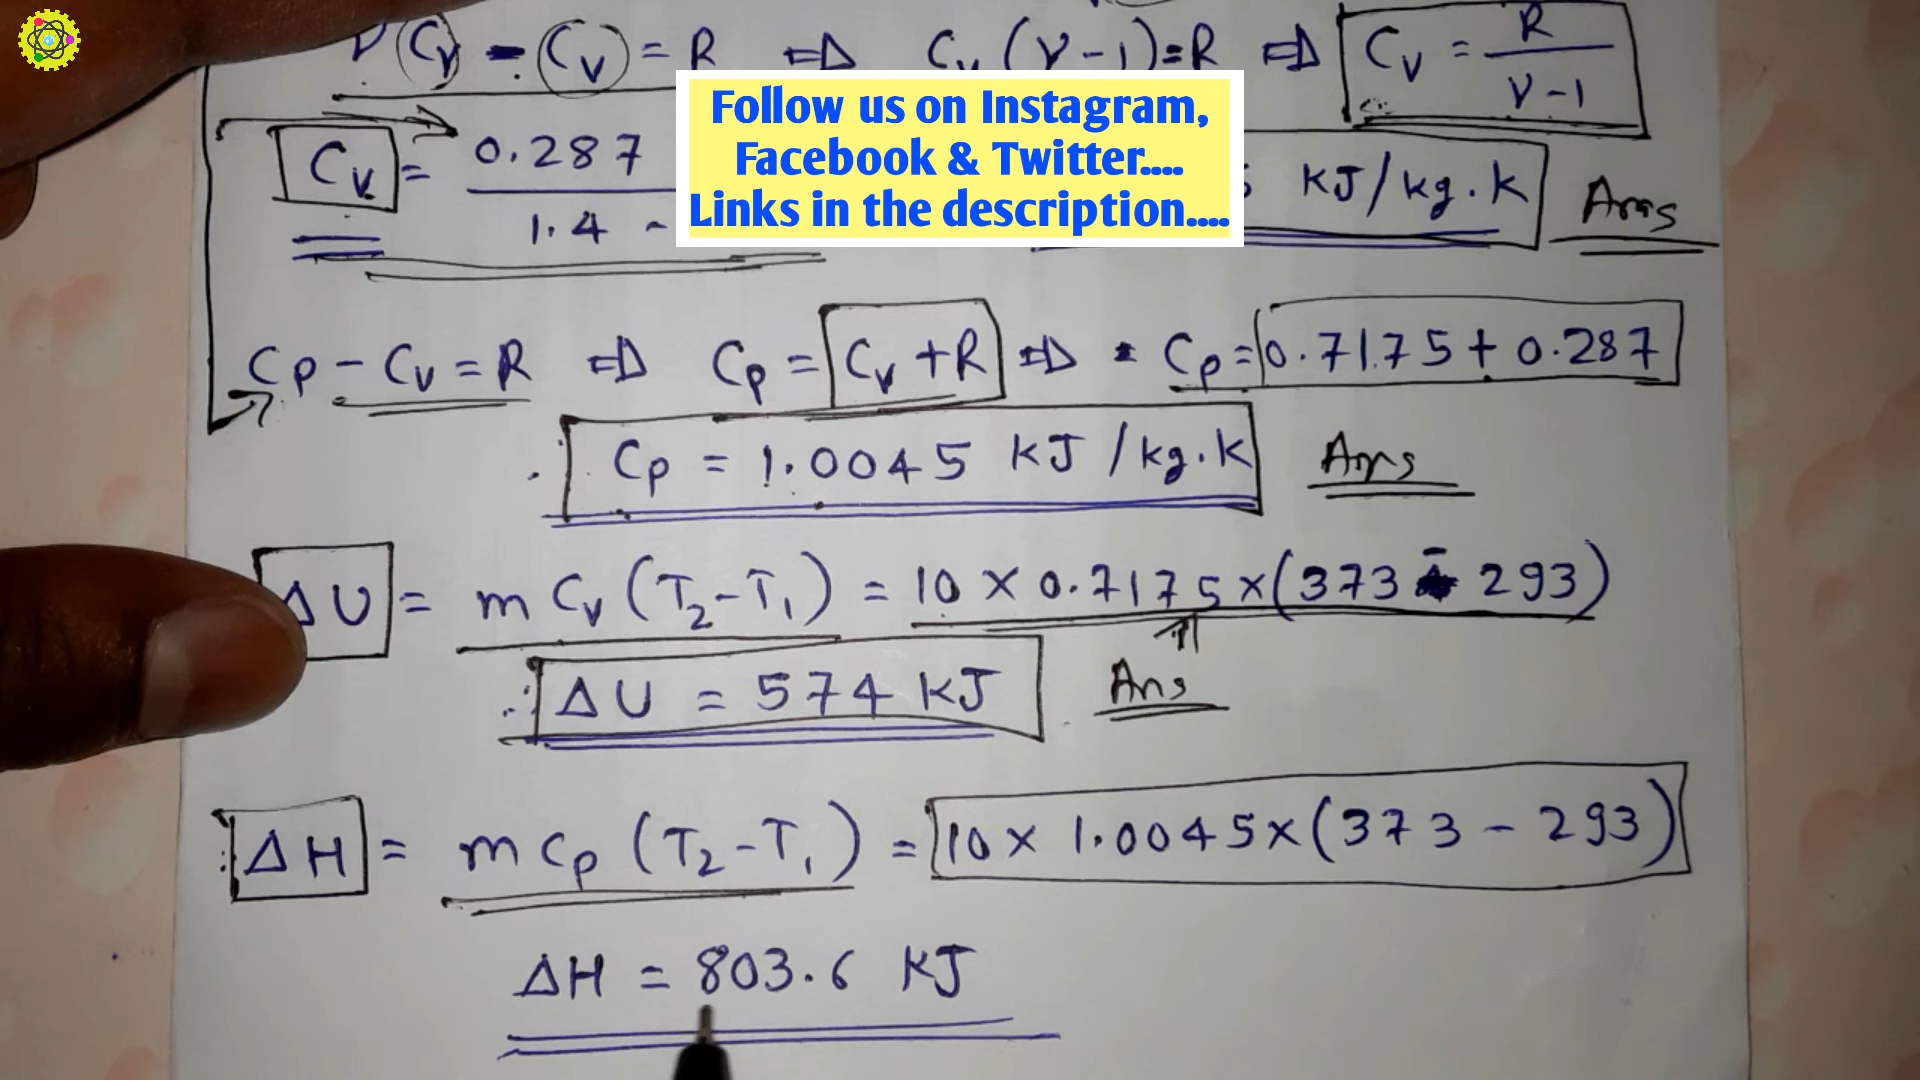 γ Cv - Cv = R ⇒ Cv (γ-1) = R ⇒ Cv = R / γ-1
Follow us on Instagram,
Facebook & Twitter....
Links in the description....
Cv = 0.287 / 1.4 - KJ/kg.K Ans
Cp - Cv = R ⇒ Cp = Cv + R ⇒ Cp = 0.7175 + 0.287
Cp = 1.0045 KJ/kg.K Ans
ΔU = m Cv (T2-T1) = 10 × 0.7175 × (373 - 293)
∴ ΔU = 574 KJ Ans
∴ ΔH = m Cp (T2-T1) = 10 × 1.0045 × (373 - 293)
ΔH = 803.6 KJ